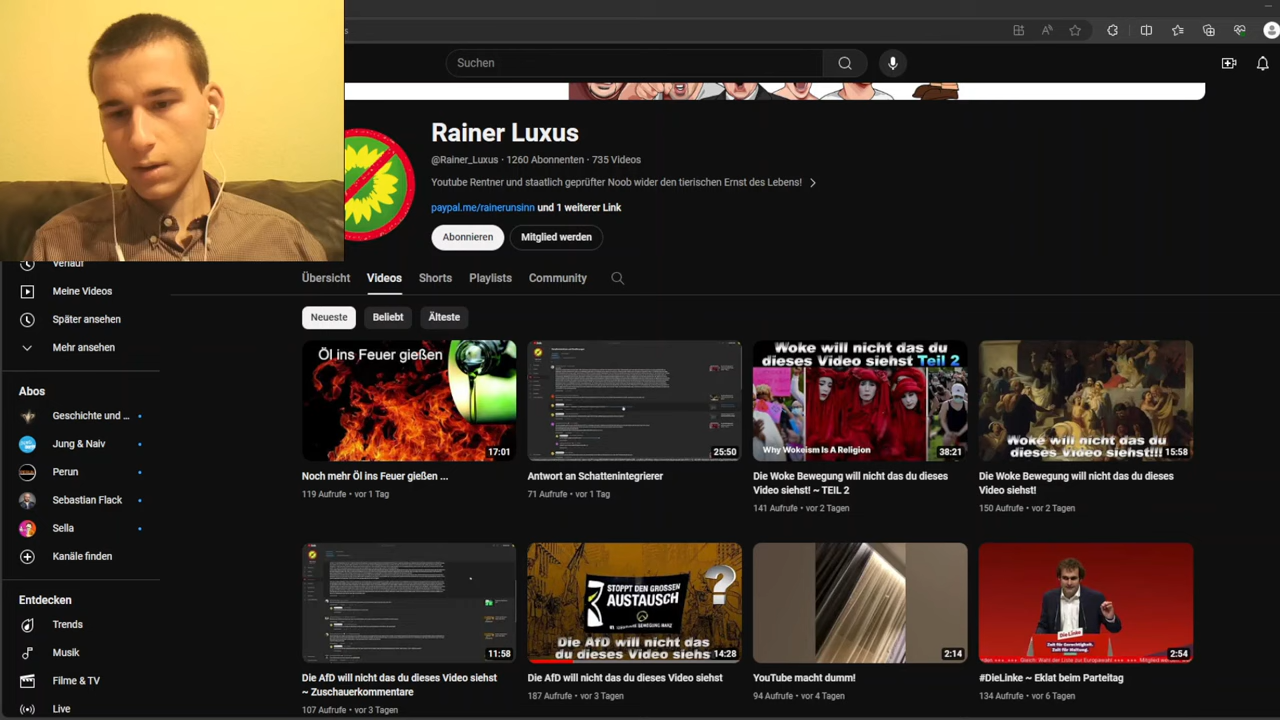 Suchen
Rainer Luxus
@Rainer_Luxus · 1260 Abonnenten · 735 Videos
Youtube Rentner und staatlich geprüfter Noob wider den tierischen Ernst des Lebens!
paypal.me/rainerunsinn und 1 weiterer Link
Abonnieren
Mitglied werden
Übersicht
Videos
Shorts
Playlists
Community
Neueste
Beliebt
Älteste
Verlauf
Meine Videos
Später ansehen
Mehr ansehen
Abos
Geschichte und ...
Jung & Naiv
Perun
Sebastian Flack
Sella
Kanäle finden
Entdecken
Trends
Musik
Filme & TV
Live
Öl ins Feuer gießen
17:01
Noch mehr Öl ins Feuer gießen ...
119 Aufrufe • vor 1 Tag
25:50
Antwort an Schattenintegrierer
71 Aufrufe • vor 1 Tag
Woke will nicht das du
dieses Video siehst Teil 2
Why Wokeism Is A Religion
38:21
Die Woke Bewegung will nicht das du dieses
Video siehst! ~ TEIL 2
141 Aufrufe • vor 2 Tagen
Woke will nicht das du
dieses Video siehst!!!
15:58
Die Woke Bewegung will nicht das du dieses
Video siehst!
150 Aufrufe • vor 2 Tagen
11:58
Die AfD will nicht das du dieses Video siehst
~ Zuschauerkommentare
107 Aufrufe • vor 3 Tagen
STOPPT DEN GROSSEN
AUSTAUSCH
?
Die AfD will nicht das du
dieses Video siehst
14:28
Die AfD will nicht das du dieses Video siehst
187 Aufrufe • vor 3 Tagen
2:14
YouTube macht dumm!
94 Aufrufe • vor 4 Tagen
Die Linke
2:54
#DieLinke ~ Eklat beim Parteitag
134 Aufrufe • vor 6 Tagen